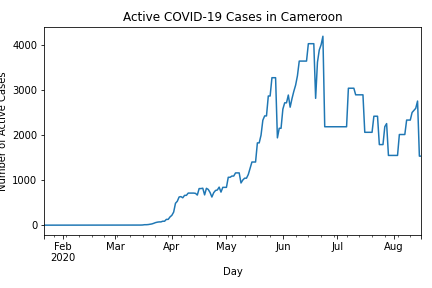 Active COVID-19 Cases in Cameroon
Number of Active Cases
4000
3000
2000
1000
0
Feb Mar Apr May Jun Jul Aug
2020
Day